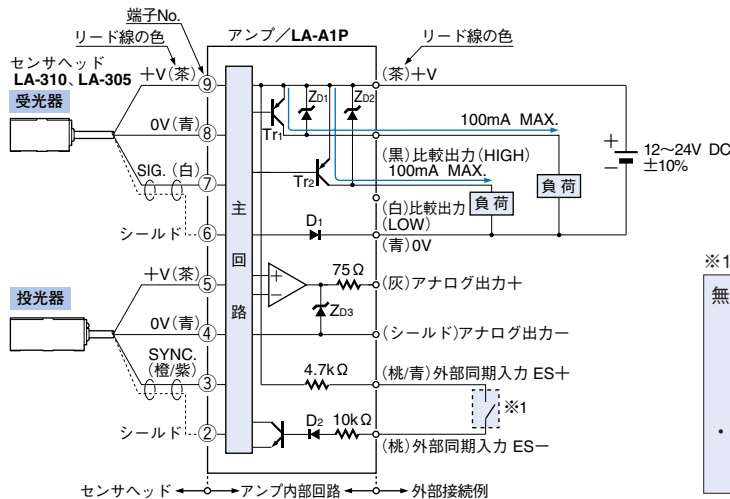 端子No.
リード線の色
アンプ/LA-A1P
リード線の色
センサヘッド
LA-310、LA-305
受光器
+V(茶)
⑨
(茶)+V
ZD1
ZD2
100mA MAX.
0V(青)
⑧
Tr1
+
−
12〜24V DC
±10%
(黒)比較出力(HIGH)
100mA MAX.
SIG. (白)
⑦
Tr2
負 荷
負 荷
(白)比較出力
(LOW)
シールド
⑥
D1
(青)0V
主
回
路
投光器
+V(茶)
⑤
+
−
75Ω
(灰)アナログ出力+
ZD3
0V(青)
④
(シールド)アナログ出力−
SYNC.
(橙/紫)
③
4.7kΩ
(桃/青)外部同期入力 ES+
※1
シールド
②
D2
10kΩ
(桃)外部同期入力 ES−
センサヘッド
アンプ内部回路
外部接続例
※1
無
・